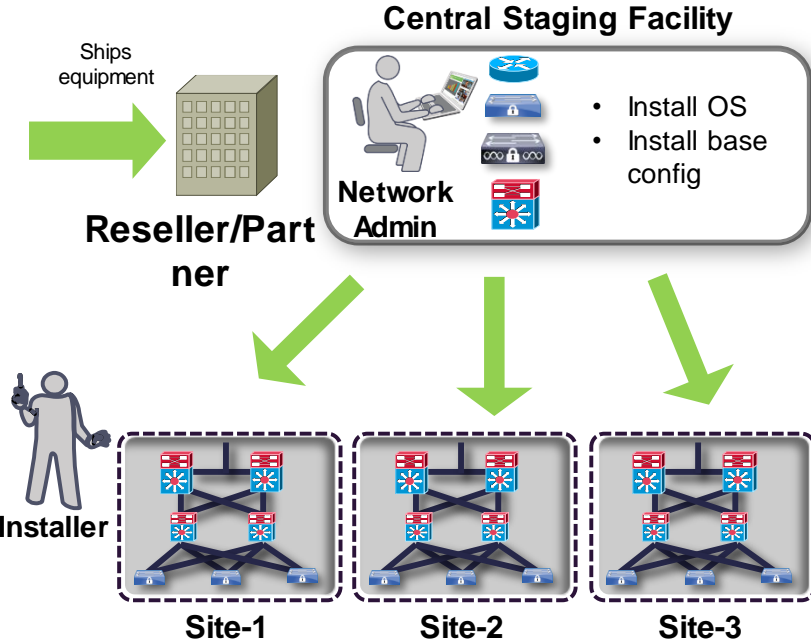 Central Staging Facility
Ships
equipment
• Install OS
• Install base
config
Network
Admin
Reseller/Part
ner
Installer
Site-1
Site-2
Site-3